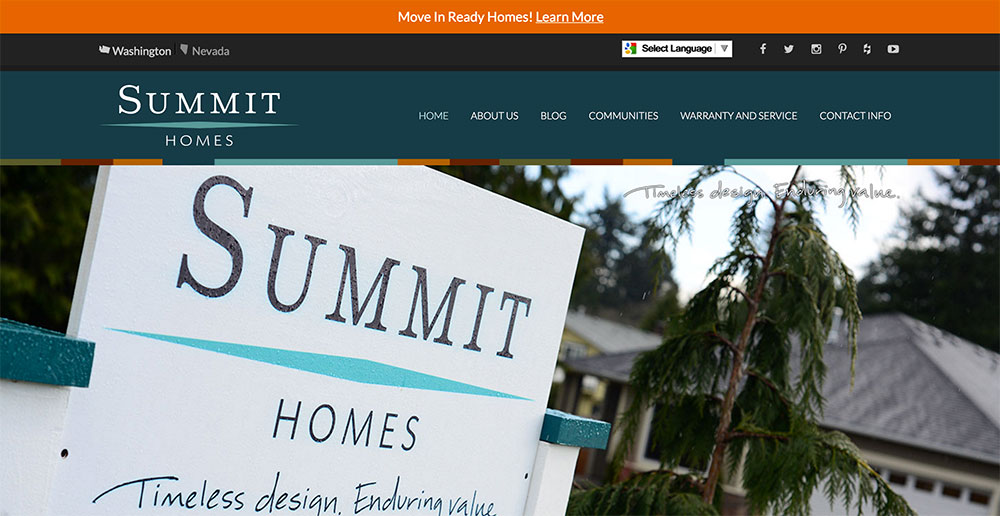 Move In Ready Homes! Learn More
Washington Nevada Select Language
SUMMIT
HOMES
HOME ABOUT US BLOG COMMUNITIES WARRANTY AND SERVICE CONTACT INFO
Timeless design. Enduring value.
SUMMIT
HOMES
Timeless design. Enduring value